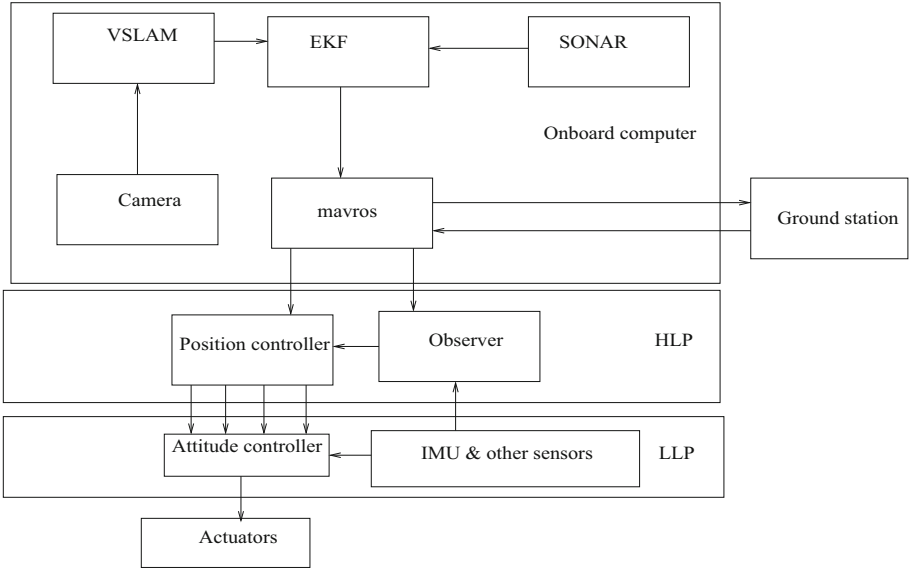 VSLAM
EKF
SONAR
Onboard computer
Camera
mavros
Ground station
Position controller
Observer
HLP
Attitude controller
IMU & other sensors
LLP
Actuators